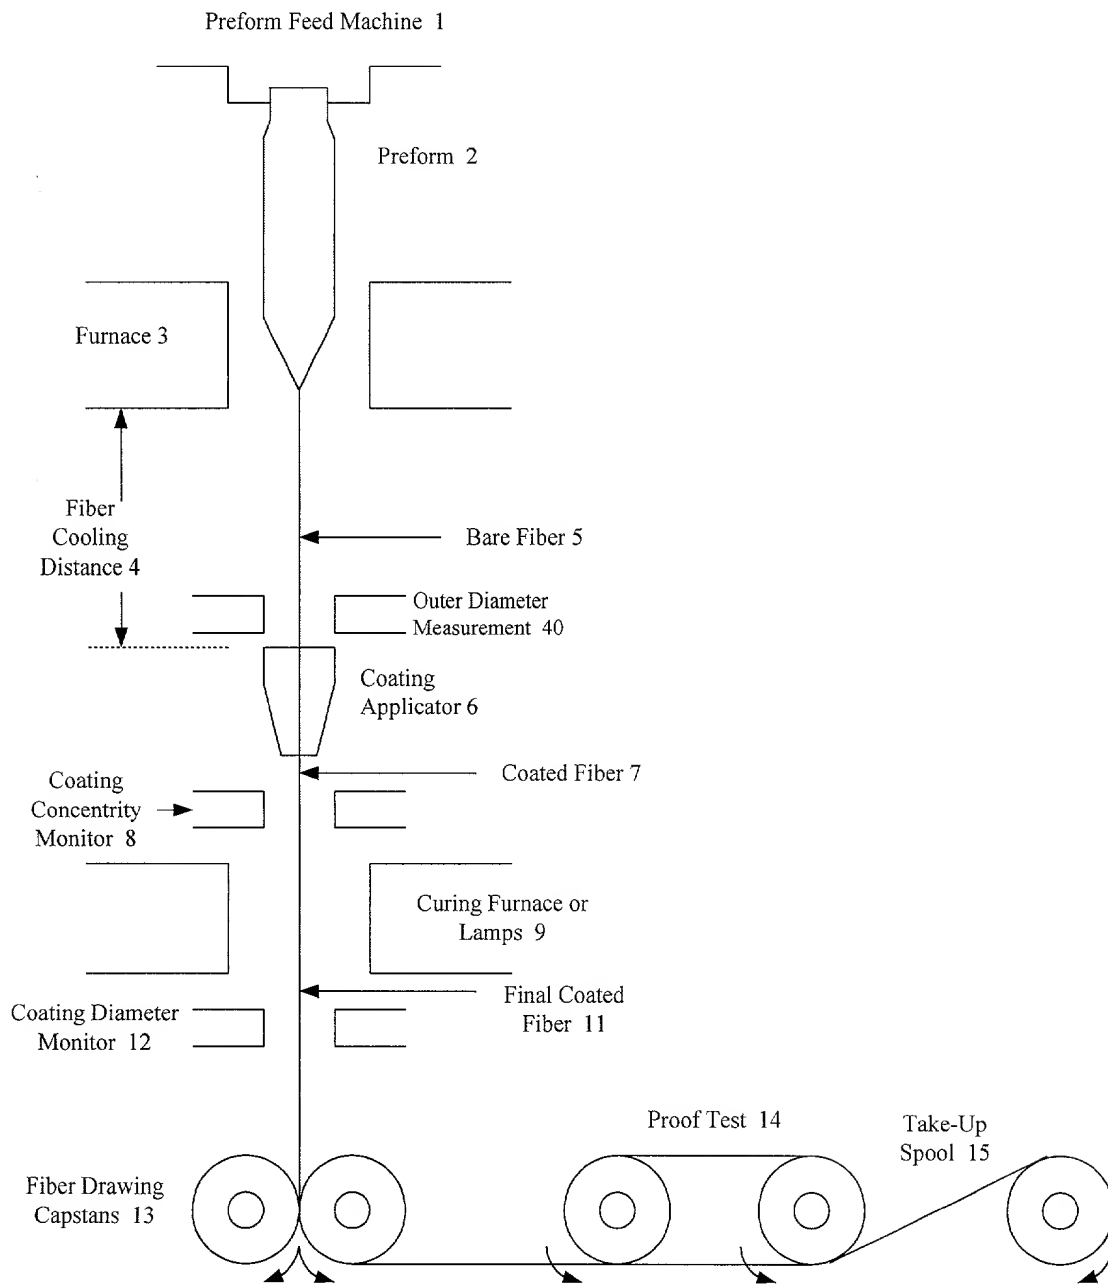 Preform Feed Machine 1
Preform 2
Furnace 3
Fiber
Cooling
Distance 4
Bare Fiber 5
Outer Diameter
Measurement 40
Coating
Applicator 6
Coated Fiber 7
Coating
Concentrity
Monitor 8
Curing Furnace or
Lamps 9
Final Coated
Fiber 11
Coating Diameter
Monitor 12
Proof Test 14
Take-Up
Spool 15
Fiber Drawing
Capstans 13